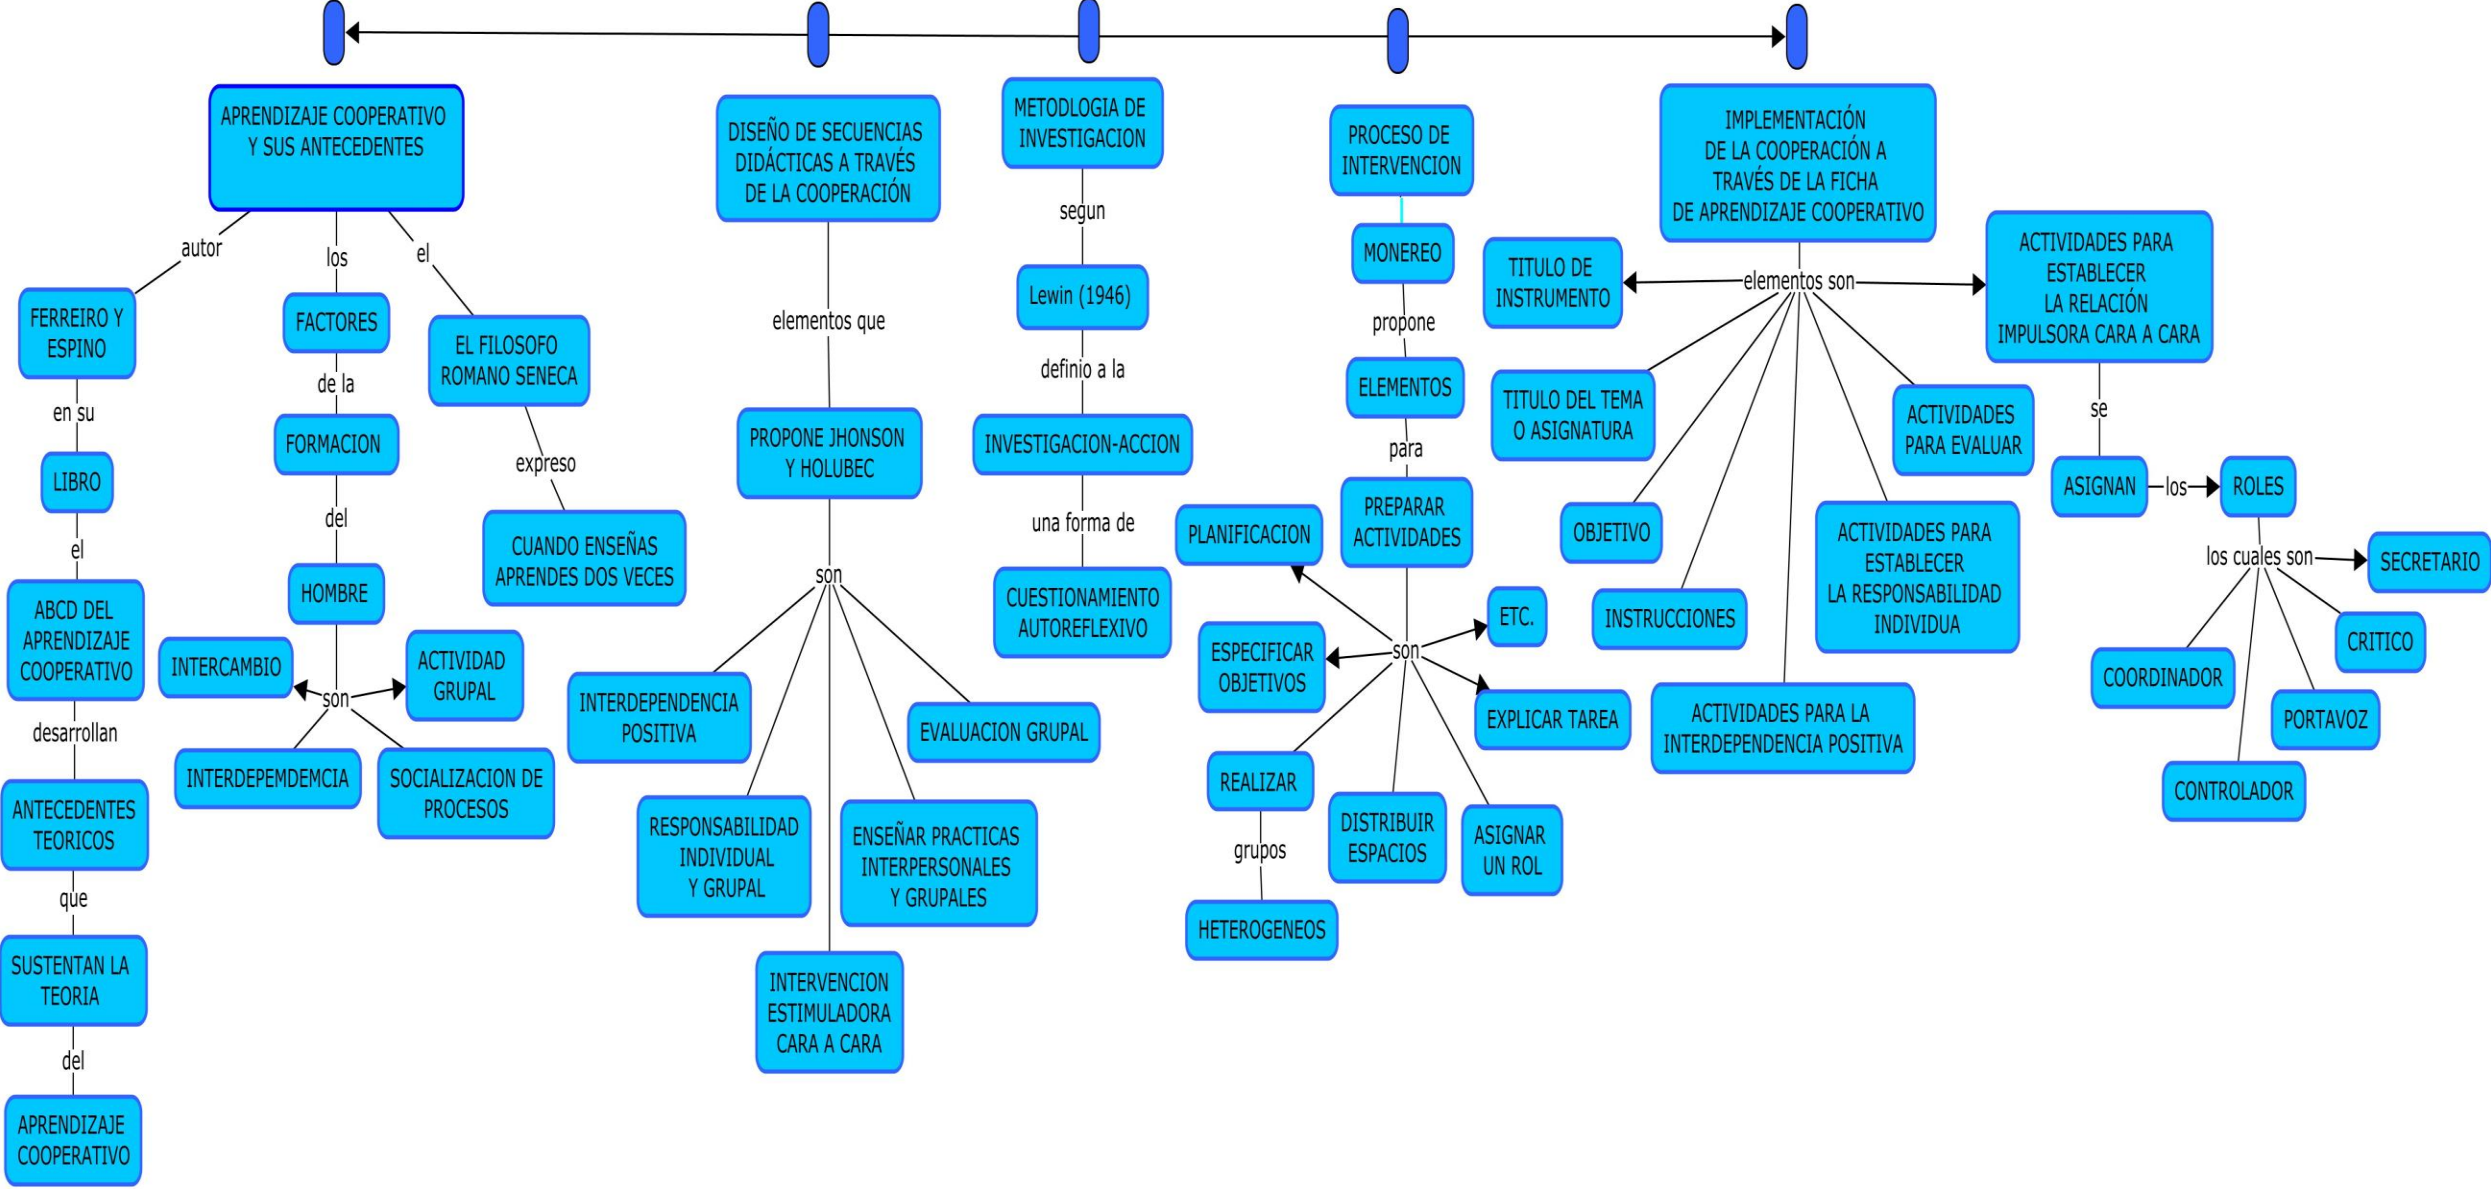 APRENDIZAJE COOPERATIVO
Y SUS ANTECEDENTES
autor
los
el
FERREIRO Y
ESPINO
en su
LIBRO
el
ABCD DEL
APRENDIZAJE
COOPERATIVO
desarrollan
ANTECEDENTES
TEORICOS
que
SUSTENTAN LA
TEORIA
del
APRENDIZAJE
COOPERATIVO
FACTORES
de la
FORMACION
del
HOMBRE
son
INTERCAMBIO
ACTIVIDAD
GRUPAL
INTERDEPEMDEMCIA
SOCIALIZACION DE
PROCESOS
EL FILOSOFO
ROMANO SENECA
expreso
CUANDO ENSEÑAS
APRENDES DOS VECES
DISEÑO DE SECUENCIAS
DIDÁCTICAS A TRAVÉS
DE LA COOPERACIÓN
elementos que
PROPONE JHONSON
Y HOLUBEC
son
INTERDEPENDENCIA
POSITIVA
RESPONSABILIDAD
INDIVIDUAL
Y GRUPAL
INTERVENCION
ESTIMULADORA
CARA A CARA
ENSEÑAR PRACTICAS
INTERPERSONALES
Y GRUPALES
EVALUACION GRUPAL
METODLOGIA DE
INVESTIGACION
segun
Lewin (1946)
definio a la
INVESTIGACION-ACCION
una forma de
CUESTIONAMIENTO
AUTOREFLEXIVO
PROCESO DE
INTERVENCION
MONEREO
propone
ELEMENTOS
para
PREPARAR
ACTIVIDADES
son
PLANIFICACION
ESPECIFICAR
OBJETIVOS
REALIZAR
grupos
HETEROGENEOS
DISTRIBUIR
ESPACIOS
ASIGNAR
UN ROL
EXPLICAR TAREA
ETC.
IMPLEMENTACIÓN
DE LA COOPERACIÓN A
TRAVÉS DE LA FICHA
DE APRENDIZAJE COOPERATIVO
elementos son
TITULO DE
INSTRUMENTO
TITULO DEL TEMA
O ASIGNATURA
OBJETIVO
INSTRUCCIONES
ACTIVIDADES PARA LA
INTERDEPENDENCIA POSITIVA
ACTIVIDADES PARA
ESTABLECER
LA RESPONSABILIDAD
INDIVIDUA
ACTIVIDADES
PARA EVALUAR
ACTIVIDADES PARA
ESTABLECER
LA RELACIÓN
IMPULSORA CARA A CARA
se
ASIGNAN
los
ROLES
los cuales son
SECRETARIO
CRITICO
PORTAVOZ
CONTROLADOR
COORDINADOR